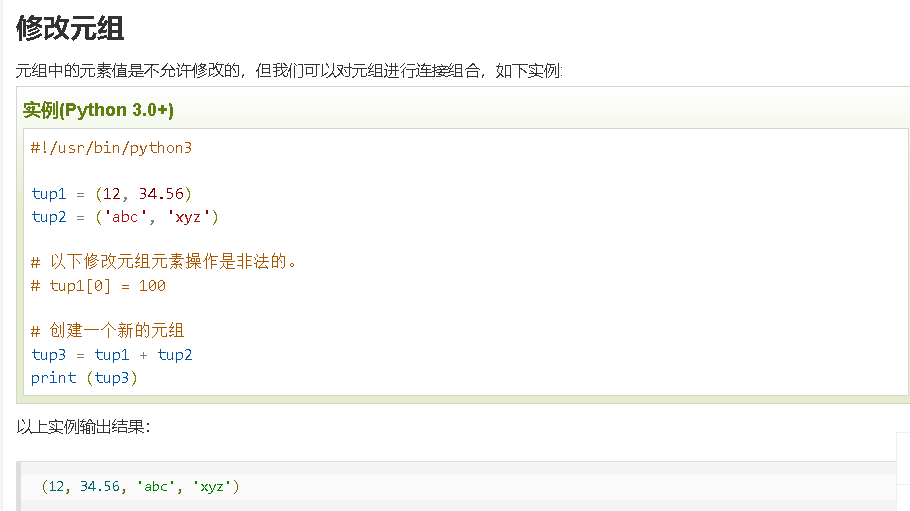 修改元组
元组中的元素值是不允许修改的，但我们可以对元组进行连接组合，如下实例:
实例(Python 3.0+)
#!/usr/bin/python3
tup1 = (12, 34.56)
tup2 = ('abc', 'xyz')
# 以下修改元组元素操作是非法的。
# tup1[0] = 100
# 创建一个新的元组
tup3 = tup1 + tup2
print (tup3)
以上实例输出结果：
(12, 34.56, 'abc', 'xyz')